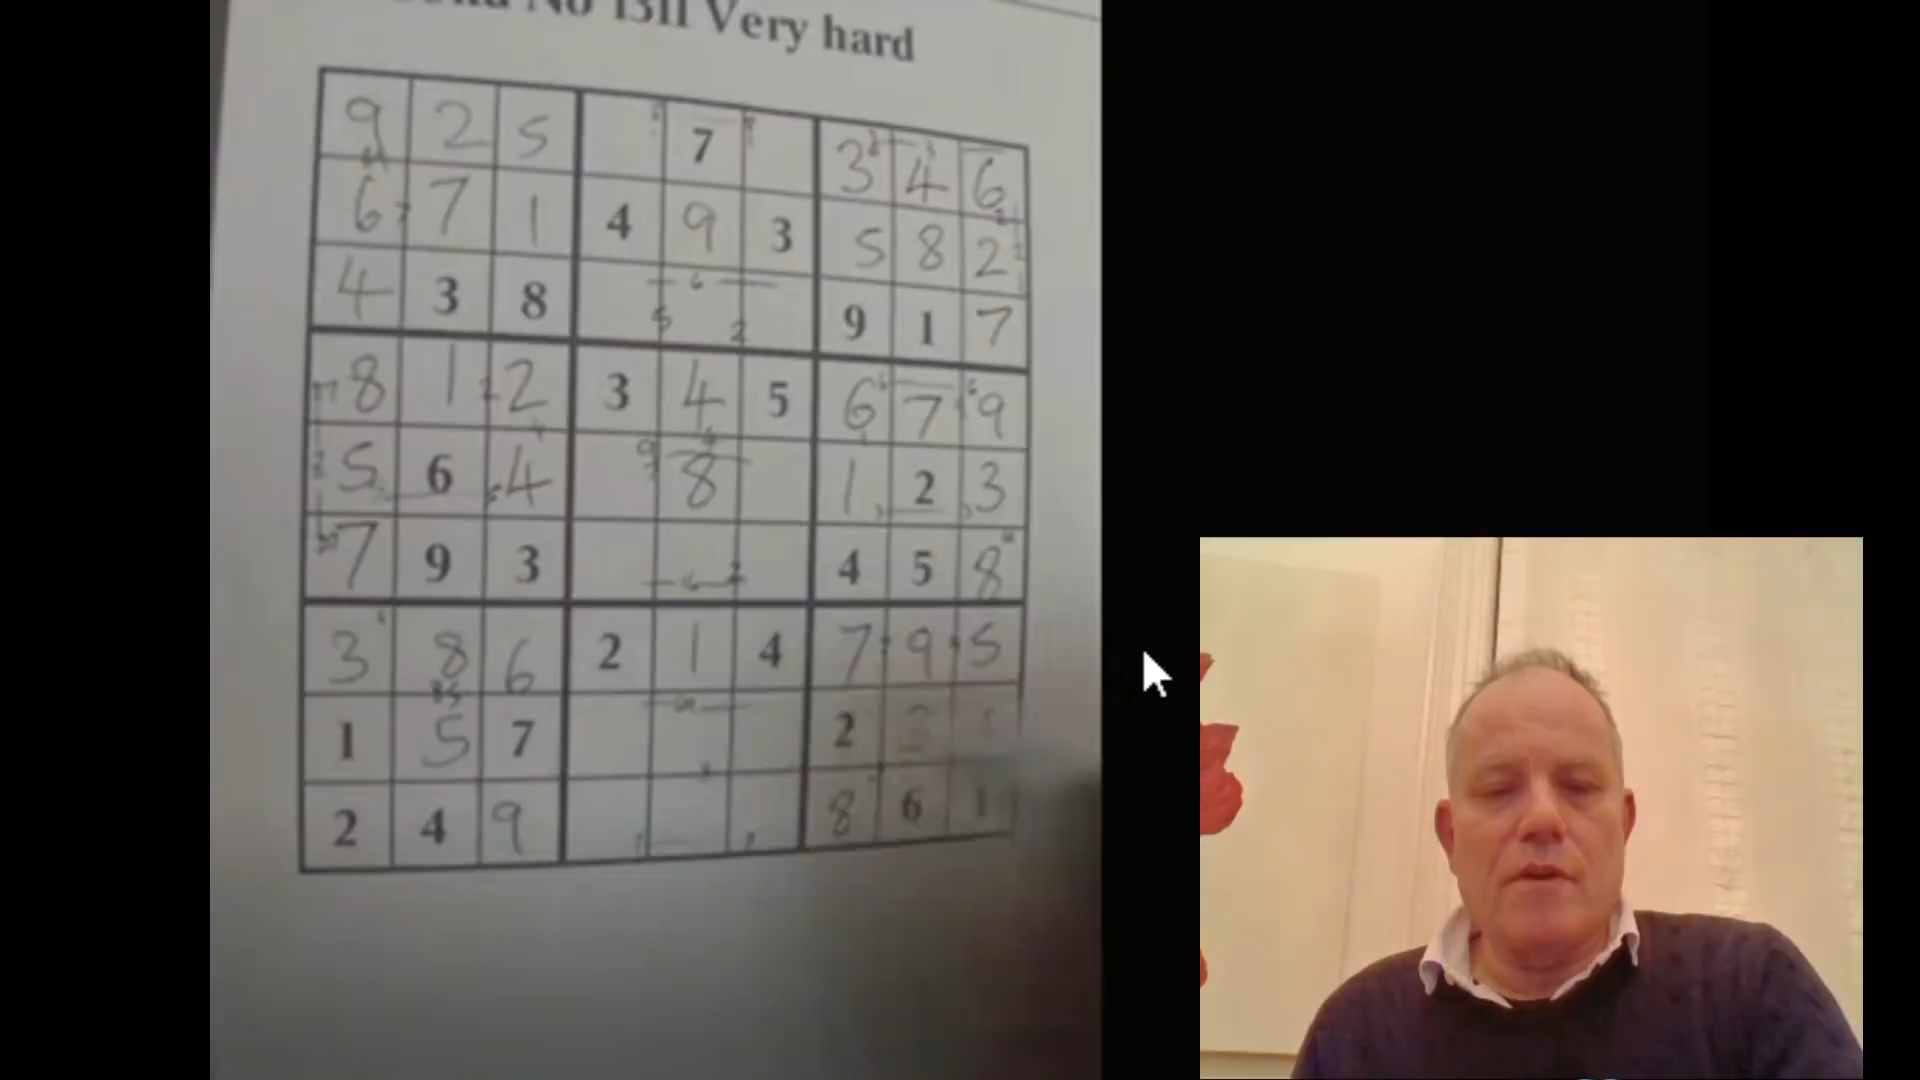 No 1311 Very hard
9 2 5 7 3 4 6
6 7 1 4 9 3 5 8 2
4 3 8 9 1 7
8 1 2 3 4 5 6 7 9
5 6 4 8 1 2 3
7 9 3 4 5 8
3 8 6 2 1 4 7 9 5
1 5 7 2 3
2 4 9 8 6 1